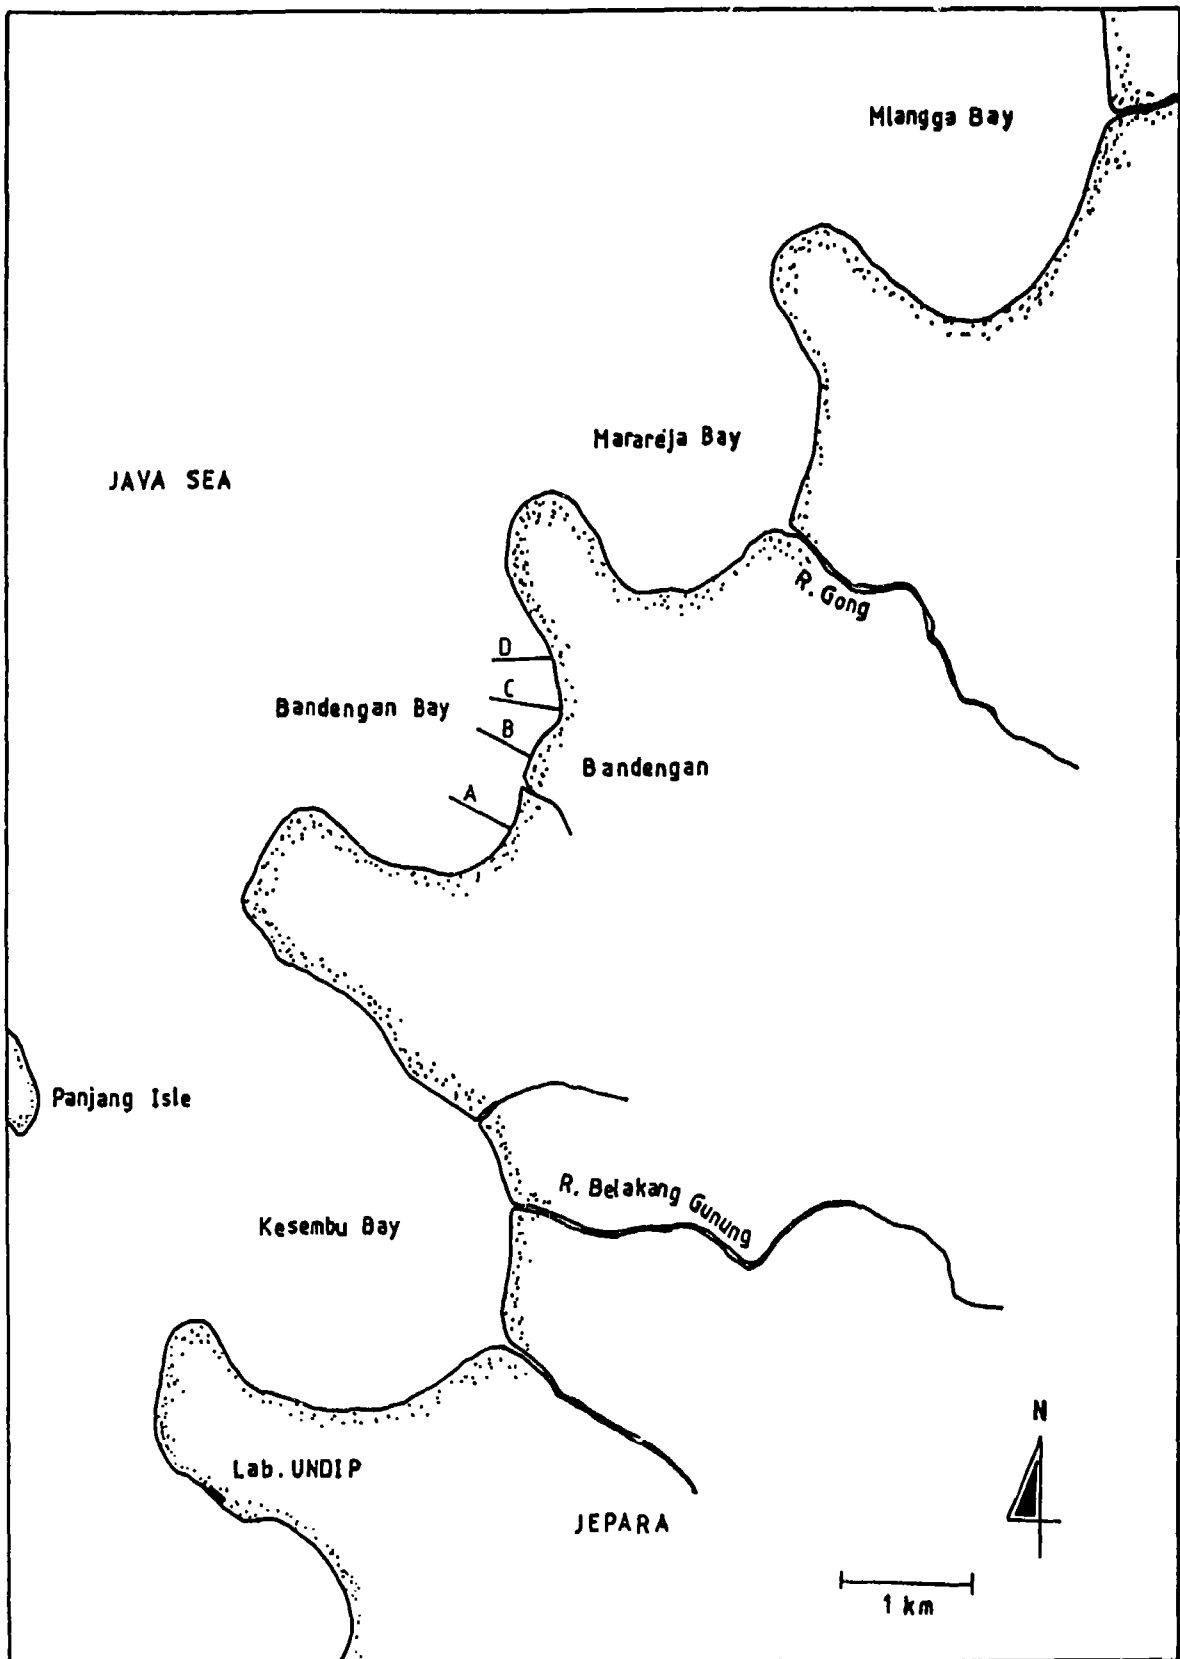 Mlangga Bay
Marareja Bay
JAVA SEA
R. Gong
D
C
Bandengan Bay
B
Bandengan
A
Panjang Isle
R. Belakang Gunung
Kesembu Bay
N
Lab. UNDIP
JEPARA
1 km